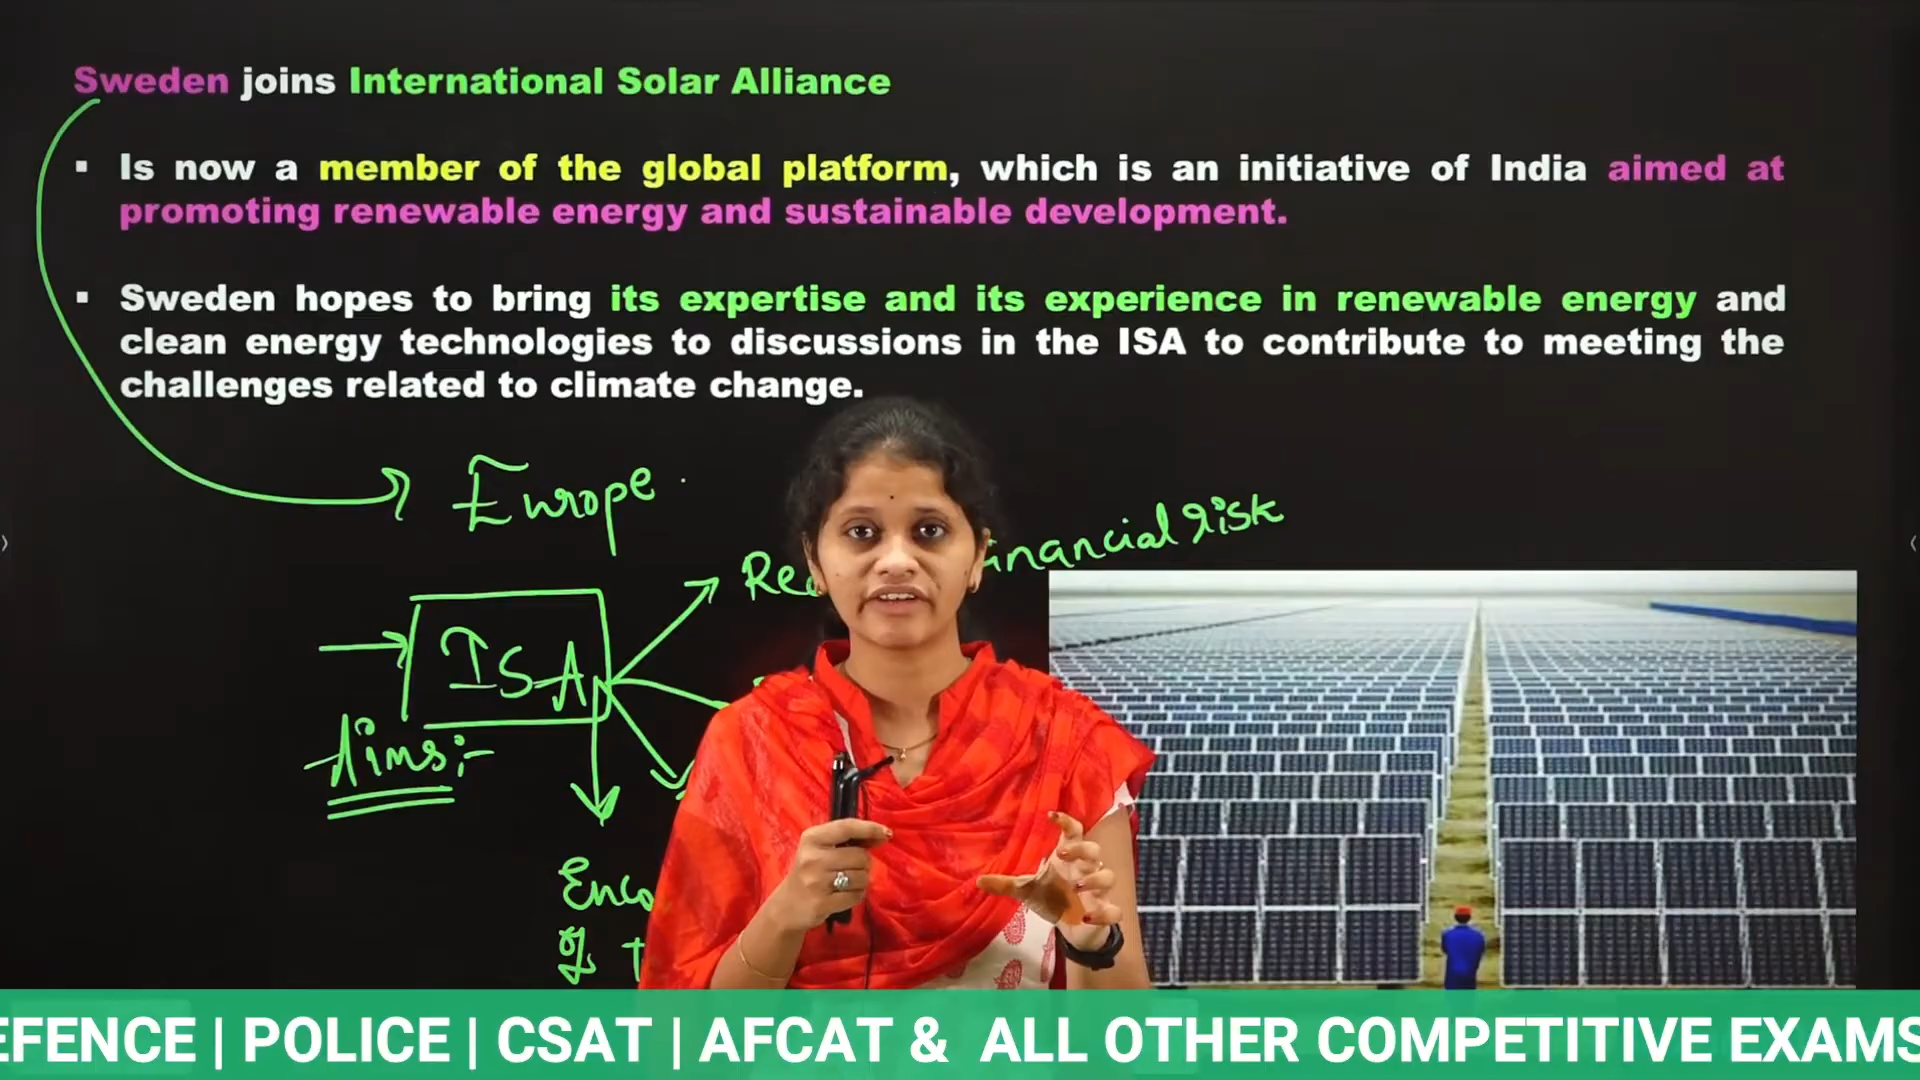 Sweden joins International Solar Alliance
▪ Is now a member of the global platform, which is an initiative of India aimed at
promoting renewable energy and sustainable development.
▪ Sweden hopes to bring its expertise and its experience in renewable energy and
clean energy technologies to discussions in the ISA to contribute to meeting the
challenges related to climate change.
Europe
Financial risk
ISA
Aims:-
of
EFENCE | POLICE | CSAT | AFCAT & ALL OTHER COMPETITIVE EXAMS